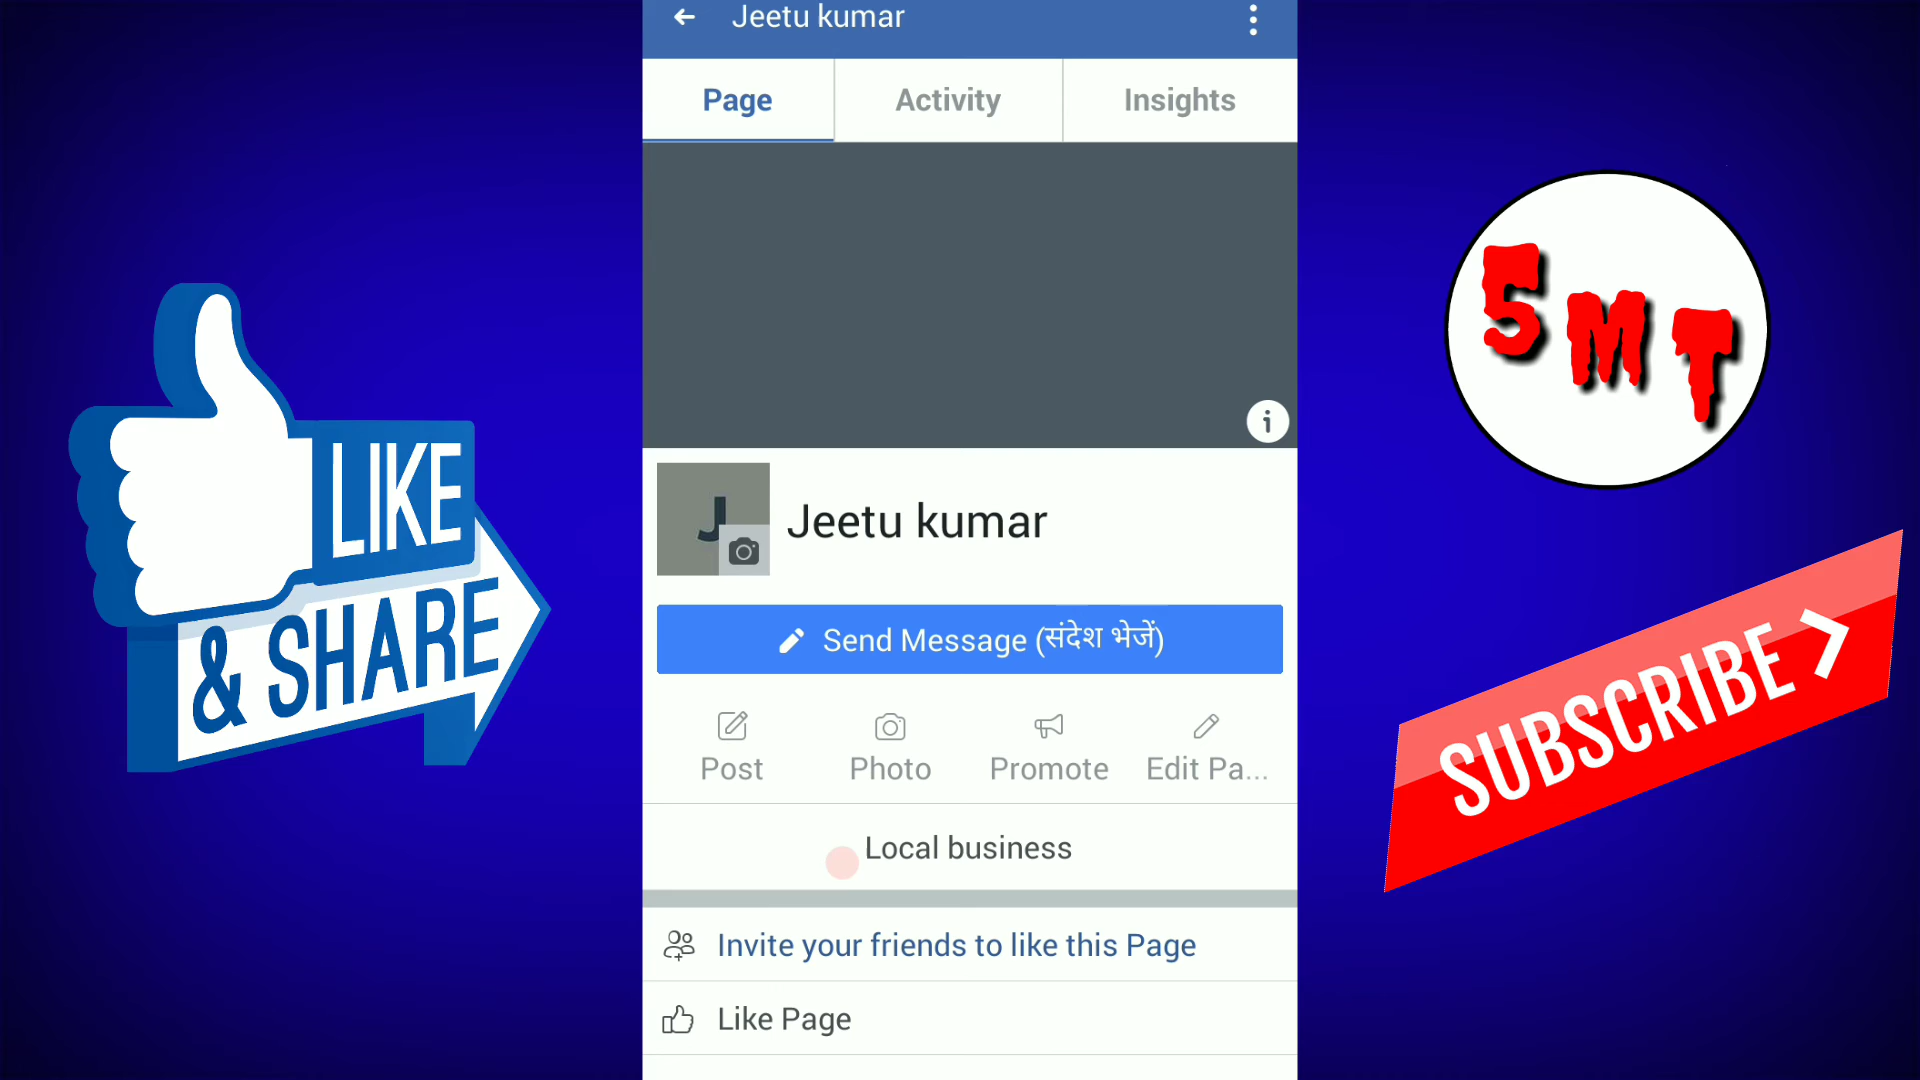 Jeetu kumar
Page
Activity
Insights
LIKE
& SHARE
5MT
J
Jeetu kumar
Send Message (संदेश भेजें)
Post
Photo
Promote
Edit Pa...
SUBSCRIBE
Local business
Invite your friends to like this Page
Like Page